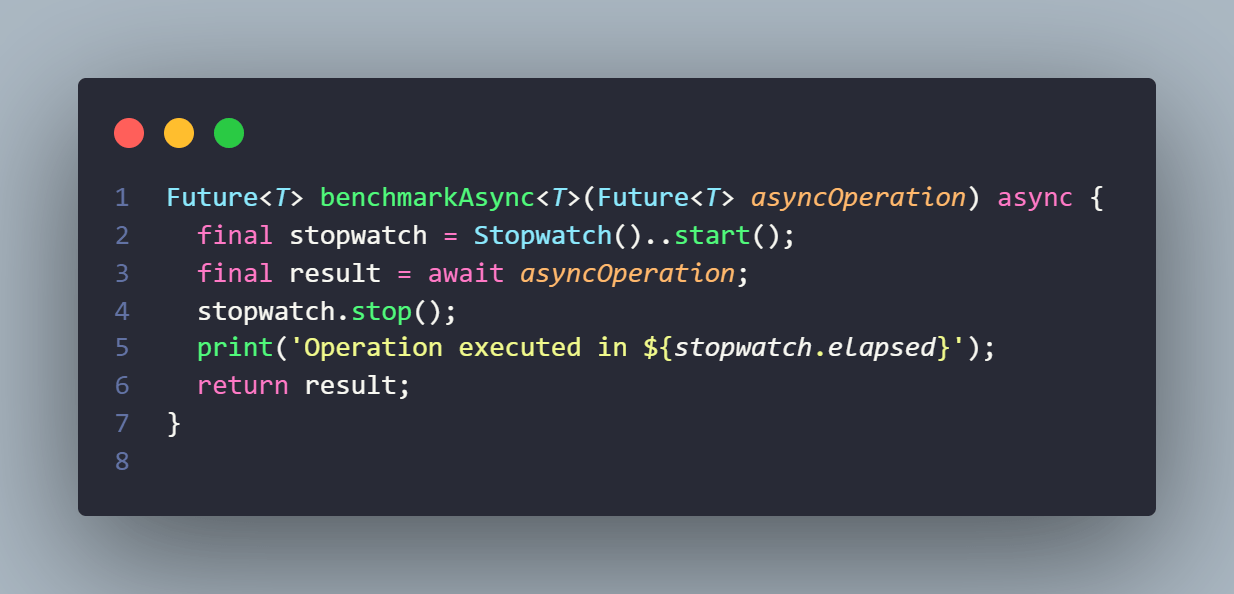 1 Future<T> benchmarkAsync<T>(Future<T> asyncOperation) async {
2   final stopwatch = Stopwatch()..start();
3   final result = await asyncOperation;
4   stopwatch.stop();
5   print('Operation executed in ${stopwatch.elapsed}');
6   return result;
7 }
8